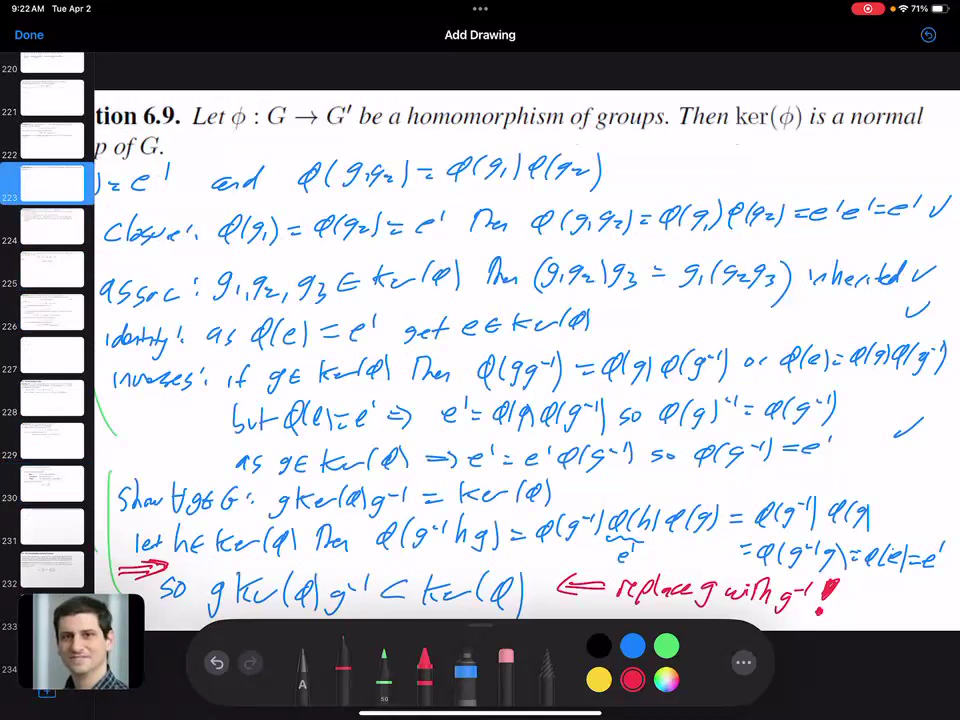 9:22 AM Tue Apr 2
71%
Done
Add Drawing
220
221
222
223
224
225
226
227
228
229
230
231
232
233
234
tion 6.9. Let ϕ : G → G′ be a homomorphism of groups. Then ker(ϕ) is a normal
p of G.
) = e' and Φ(g₁g₂) = Φ(g₁)Φ(g₂)
closure: Φ(g₁) = Φ(g₂) = e' Then Φ(g₁g₂) = Φ(g₁)Φ(g₂) = e'e' = e' ✓
assoc: g₁, g₂, g₃ ∈ Ker(Φ) Then (g₁g₂)g₃ = g₁(g₂g₃) inherited ✓
identity: as Φ(e) = e' get e ∈ Ker(Φ) ✓
inverses: if g ∈ Ker(Φ) Then Φ(gg⁻¹) = Φ(g)Φ(g⁻¹) or Φ(e) = Φ(g)Φ(g⁻¹)
but Φ(e) = e' ⇒ e' = Φ(g)Φ(g⁻¹) so Φ(g)⁻¹ = Φ(g⁻¹)
as g ∈ Ker(Φ) ⇒ e' = e'Φ(g⁻¹) so Φ(g⁻¹) = e' ✓
Show ∀g∈G: g Ker(Φ) g⁻¹ = Ker(Φ)
let h ∈ Ker(Φ) Then Φ(g⁻¹hg) = Φ(g⁻¹)Φ(h)Φ(g) = Φ(g⁻¹)Φ(g)
e' = Φ(g⁻¹g) = Φ(e) = e'
⇒ so g Ker(Φ) g⁻¹ ⊂ Ker(Φ) ⇐ replace g with g⁻¹!
A
50